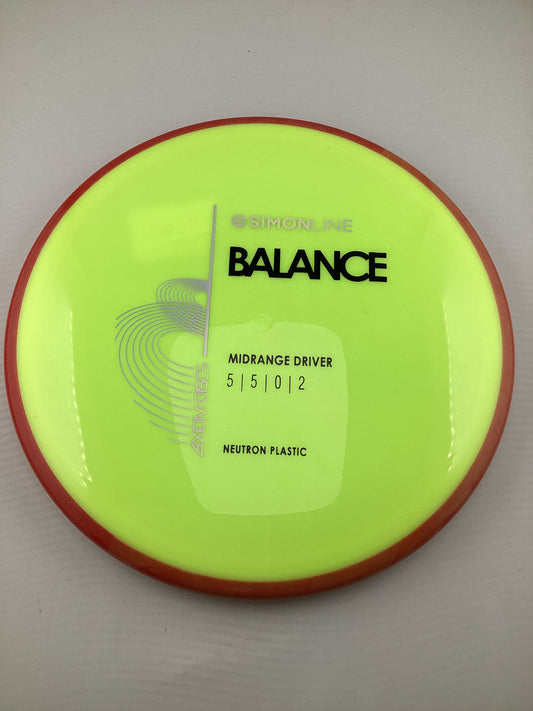 SIMONLINE
BALANCE
MIDRANGE DRIVER
5 | 5 | 0 | 2
NEUTRON PLASTIC
AXIOM DISCS